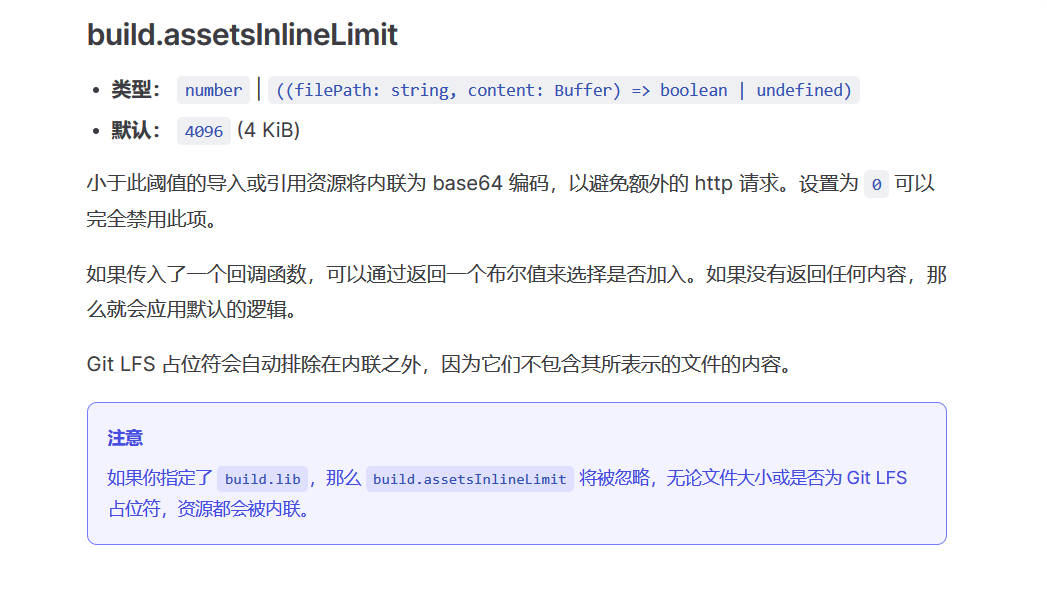 build.assetsInlineLimit
• 类型： number | ((filePath: string, content: Buffer) => boolean | undefined)
• 默认： 4096 (4 KiB)
小于此阈值的导入或引用资源将内联为 base64 编码，以避免额外的 http 请求。设置为 0 可以
完全禁用此项。
如果传入了一个回调函数，可以通过返回一个布尔值来选择是否加入。如果没有返回任何内容，那
么就会应用默认的逻辑。
Git LFS 占位符会自动排除在内联之外，因为它们不包含其所表示的文件的内容。
注意
如果你指定了 build.lib，那么 build.assetsInlineLimit 将被忽略，无论文件大小或是否为 Git LFS
占位符，资源都会被内联。